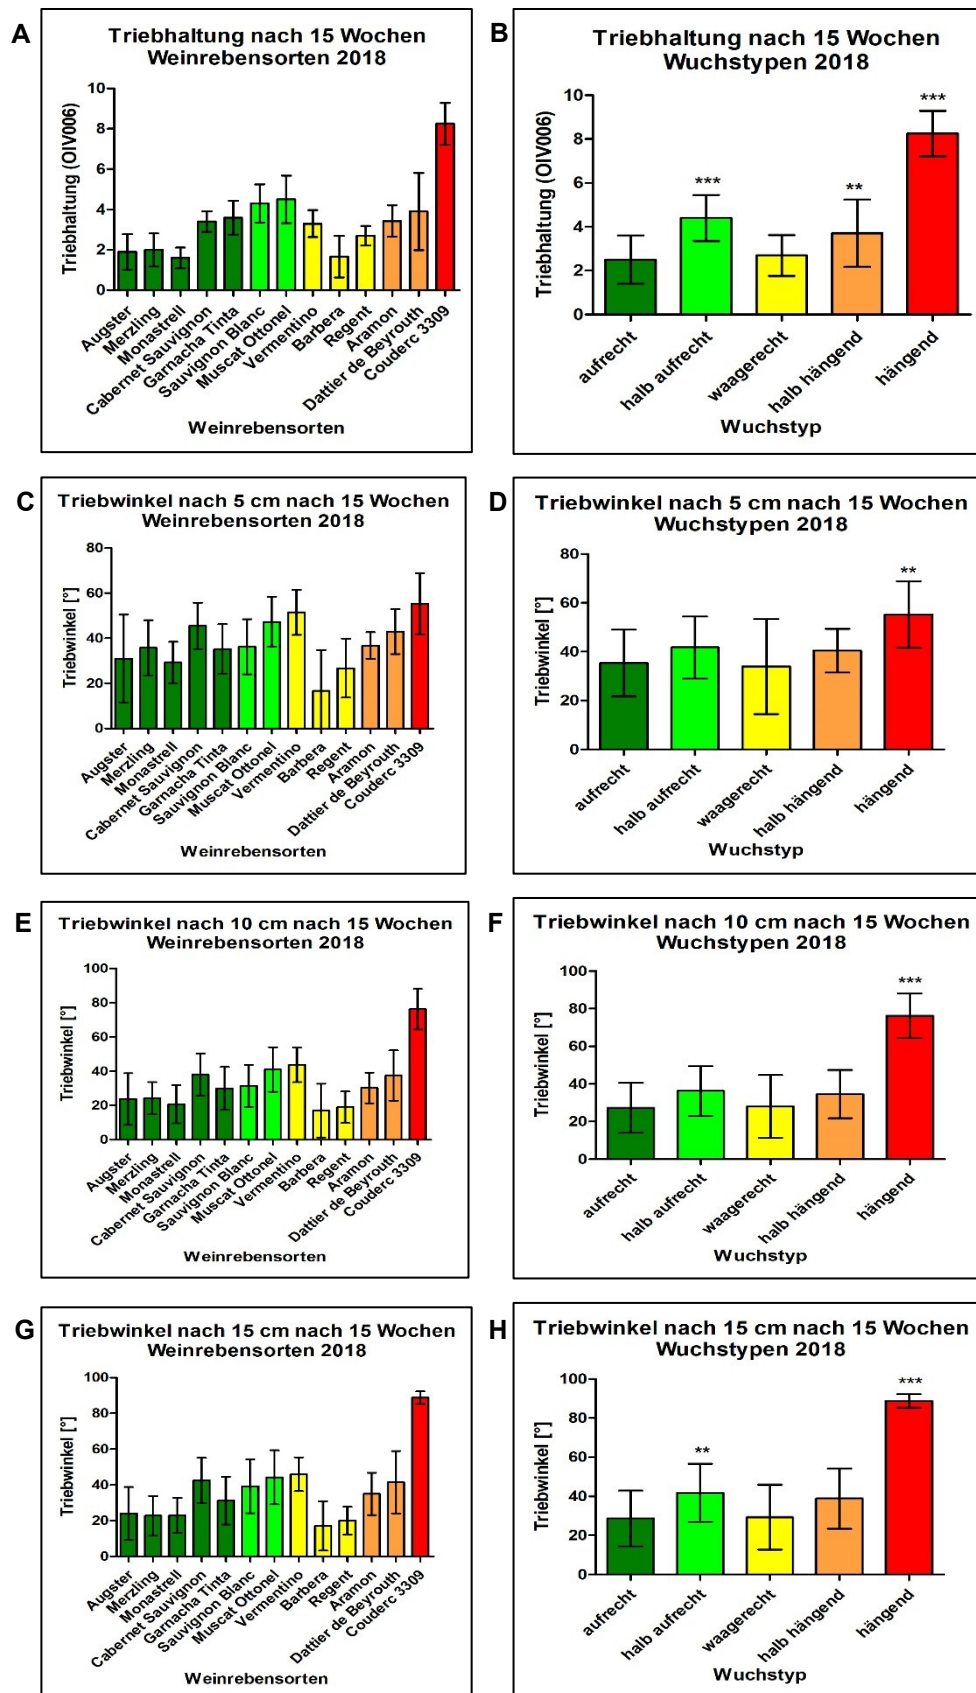 A
Triebhaltung nach 15 Wochen
Weinrebensorten 2018
Triebhaltung (OIV006)
10
8
6
4
2
0
Augster
Merzling
Monastrell
Cabernet Sauvignon
Garnacha Tinta
Sauvignon Blanc
Muscat Ottonel
Vermentino
Barbera
Regent
Aramon
Dattier de Beyrouth
Couderc 3309
Weinrebensorten
B
Triebhaltung nach 15 Wochen
Wuchstypen 2018
Triebhaltung (OIV006)
10
8
6
4
2
0
***
**
***
aufrecht
halb aufrecht
waagerecht
halb hängend
hängend
Wuchstyp
C
Triebwinkel nach 5 cm nach 15 Wochen
Weinrebensorten 2018
Triebwinkel [°]
80
60
40
20
0
Augster
Merzling
Monastrell
Cabernet Sauvignon
Garnacha Tinta
Sauvignon Blanc
Muscat Ottonel
Vermentino
Barbera
Regent
Aramon
Dattier de Beyrouth
Couderc 3309
Weinrebensorten
D
Triebwinkel nach 5 cm nach 15 Wochen
Wuchstypen 2018
Triebwinkel [°]
80
60
40
20
0
**
aufrecht
halb aufrecht
waagerecht
halb hängend
hängend
Wuchstyp
E
Triebwinkel nach 10 cm nach 15 Wochen
Weinrebensorten 2018
Triebwinkel [°]
100
80
60
40
20
0
Augster
Merzling
Monastrell
Cabernet Sauvignon
Garnacha Tinta
Sauvignon Blanc
Muscat Ottonel
Vermentino
Barbera
Regent
Aramon
Dattier de Beyrouth
Couderc 3309
Weinrebensorten
F
Triebwinkel nach 10 cm nach 15 Wochen
Wuchstypen 2018
Triebwinkel [°]
100
80
60
40
20
0
***
aufrecht
halb aufrecht
waagerecht
halb hängend
hängend
Wuchstyp
G
Triebwinkel nach 15 cm nach 15 Wochen
Weinrebensorten 2018
Triebwinkel [°]
100
80
60
40
20
0
Augster
Merzling
Monastrell
Cabernet Sauvignon
Garnacha Tinta
Sauvignon Blanc
Muscat Ottonel
Vermentino
Barbera
Regent
Aramon
Dattier de Beyrouth
Couderc 3309
Weinrebensorten
H
Triebwinkel nach 15 cm nach 15 Wochen
Wuchstypen 2018
Triebwinkel [°]
100
80
60
40
20
0
**
***
aufrecht
halb aufrecht
waagerecht
halb hängend
hängend
Wuchstyp